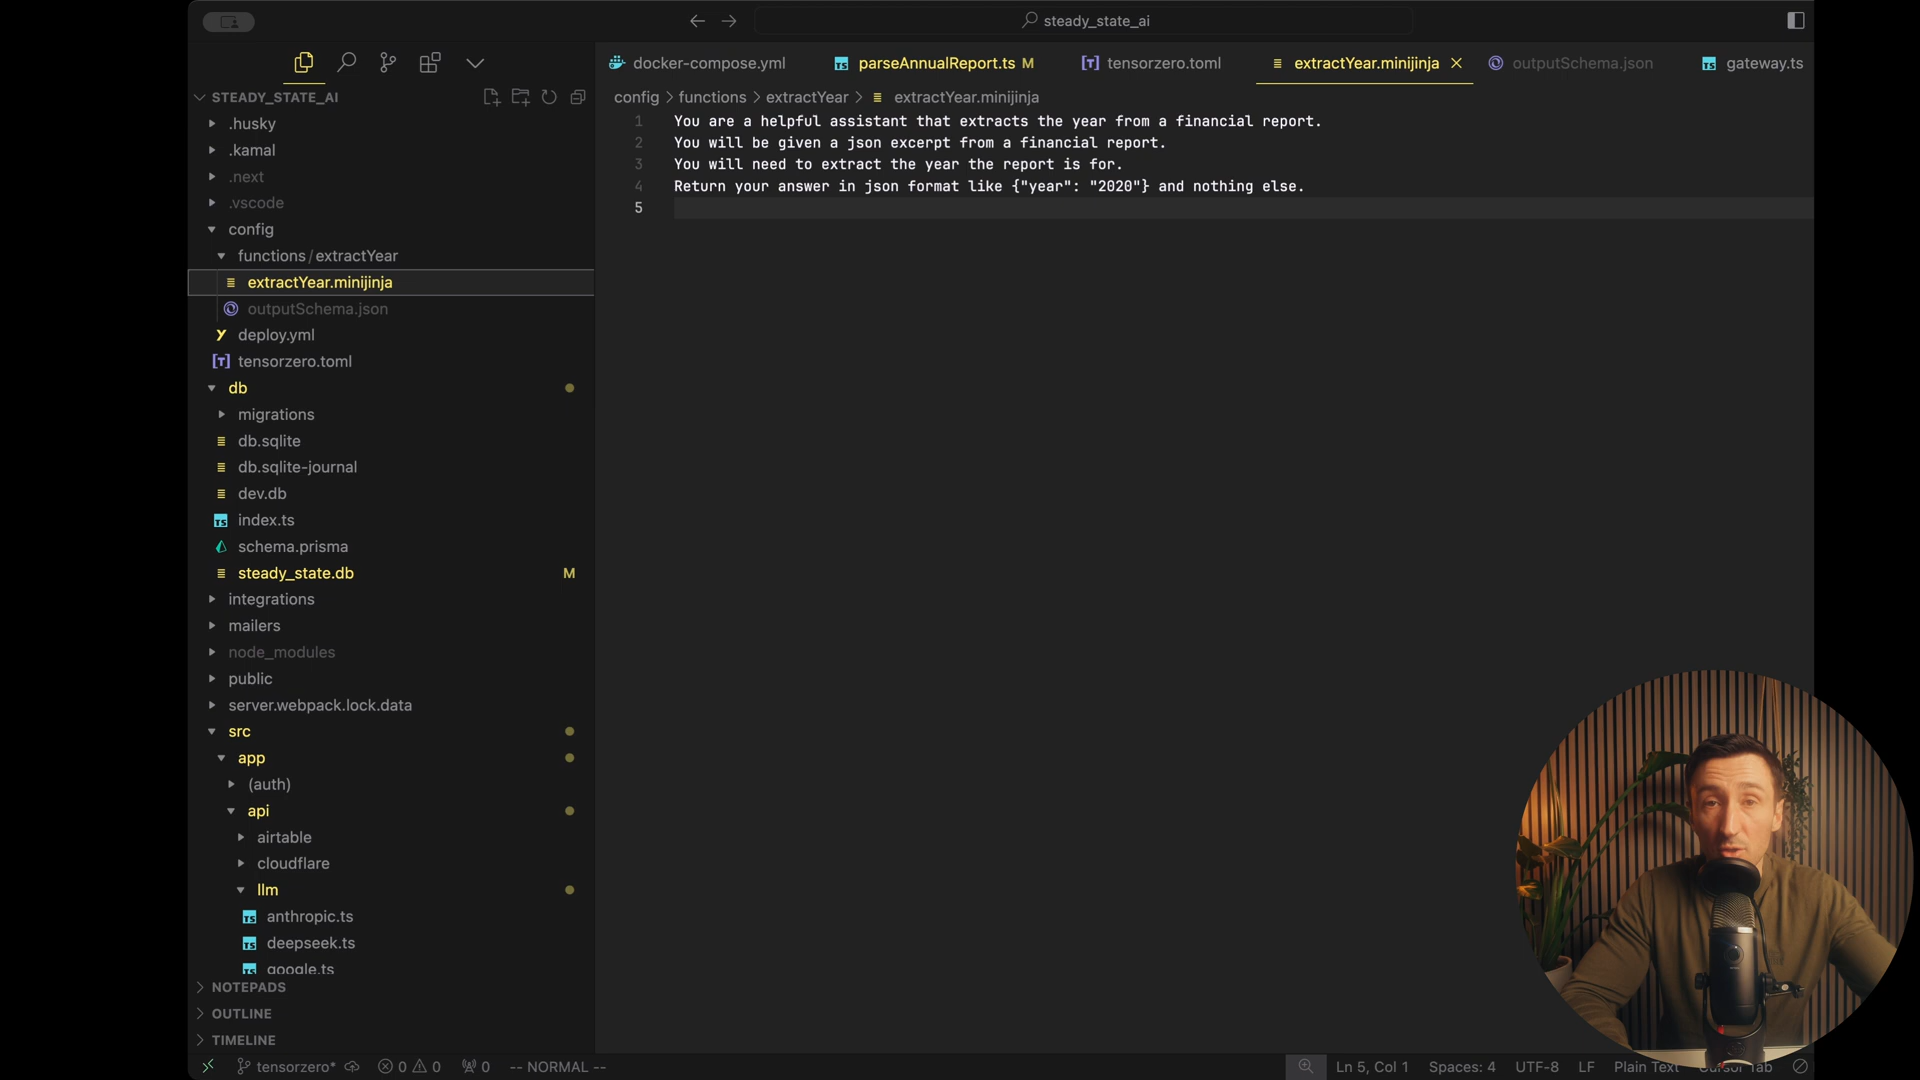 steady_state_ai
docker-compose.yml
parseAnnualReport.ts M
tensorzero.toml
extractYear.minijinja
outputSchema.json
gateway.ts
STEADY_STATE_AI
config > functions > extractYear > extractYear.minijinja
.husky
.kamal
.next
.vscode
config
functions/extractYear
extractYear.minijinja
outputSchema.json
deploy.yml
tensorzero.toml
db
migrations
db.sqlite
db.sqlite-journal
dev.db
index.ts
schema.prisma
steady_state.db M
integrations
mailers
node_modules
public
server.webpack.lock.data
src
app
(auth)
api
airtable
cloudflare
llm
anthropic.ts
deepseek.ts
google.ts
NOTEPADS
OUTLINE
TIMELINE
1 You are a helpful assistant that extracts the year from a financial report.
2 You will be given a json excerpt from a financial report.
3 You will need to extract the year the report is for.
4 Return your answer in json format like {"year": "2020"} and nothing else.
5
tensorzero* 0 0 0 -- NORMAL -- Ln 5, Col 1 Spaces: 4 UTF-8 LF Plain Text Cursor Tab